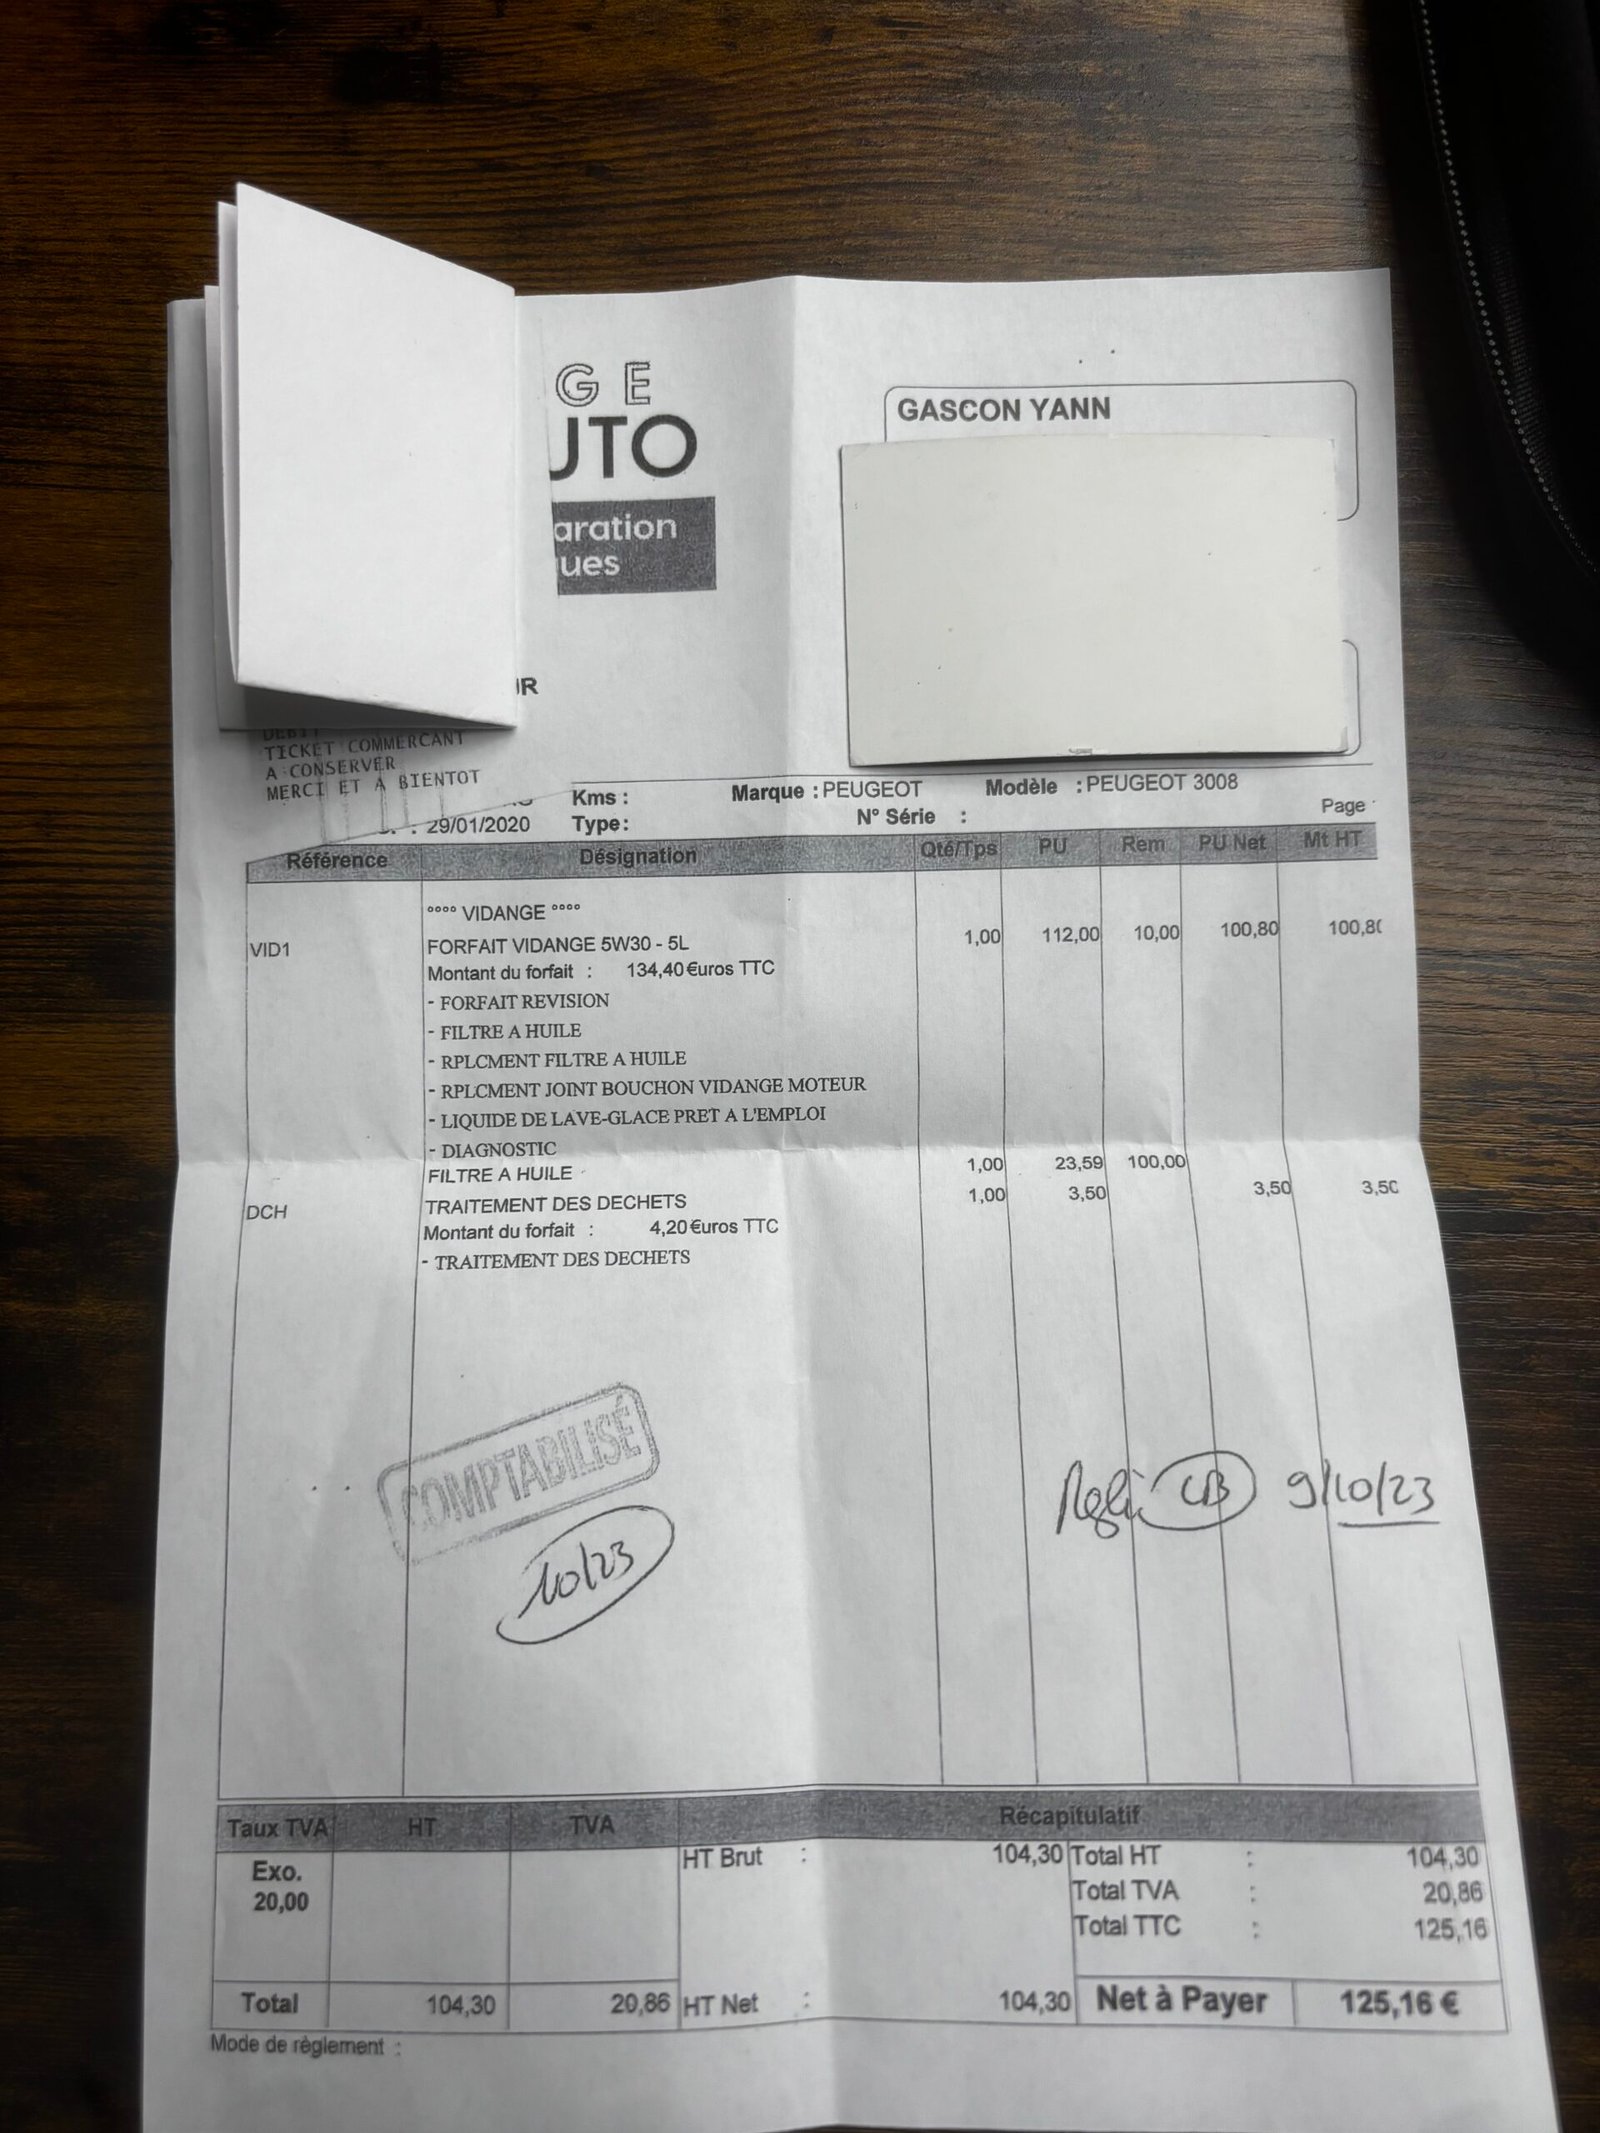 GE
UTO
aration
ues
GASCON YANN
UR
DEBIT
TICKET COMMERCANT
A CONSERVER
MERCI ET A BIENTOT
Kms : Marque : PEUGEOT Modèle : PEUGEOT 3008
: 29/01/2020 Type: N° Série : Page
Référence Désignation Qté/Tps PU Rem PU Net Mt HT
°°°° VIDANGE °°°°
VID1 FORFAIT VIDANGE 5W30 - 5L 1,00 112,00 10,00 100,80 100,80
Montant du forfait : 134,40 €uros TTC
- FORFAIT REVISION
- FILTRE A HUILE
- RPLCMENT FILTRE A HUILE
- RPLCMENT JOINT BOUCHON VIDANGE MOTEUR
- LIQUIDE DE LAVE-GLACE PRET A L'EMPLOI
- DIAGNOSTIC
FILTRE A HUILE 1,00 23,59 100,00
DCH TRAITEMENT DES DECHETS 1,00 3,50 3,50 3,50
Montant du forfait : 4,20 €uros TTC
- TRAITEMENT DES DECHETS
COMPTABILISÉ
10/23
Reglé CB 9/10/23
Taux TVA HT TVA Récapitulatif
Exo. HT Brut : 104,30 Total HT : 104,30
20,00 Total TVA : 20,86
Total TTC : 125,16
Total 104,30 20,86 HT Net : 104,30 Net à Payer 125,16 €
Mode de règlement :